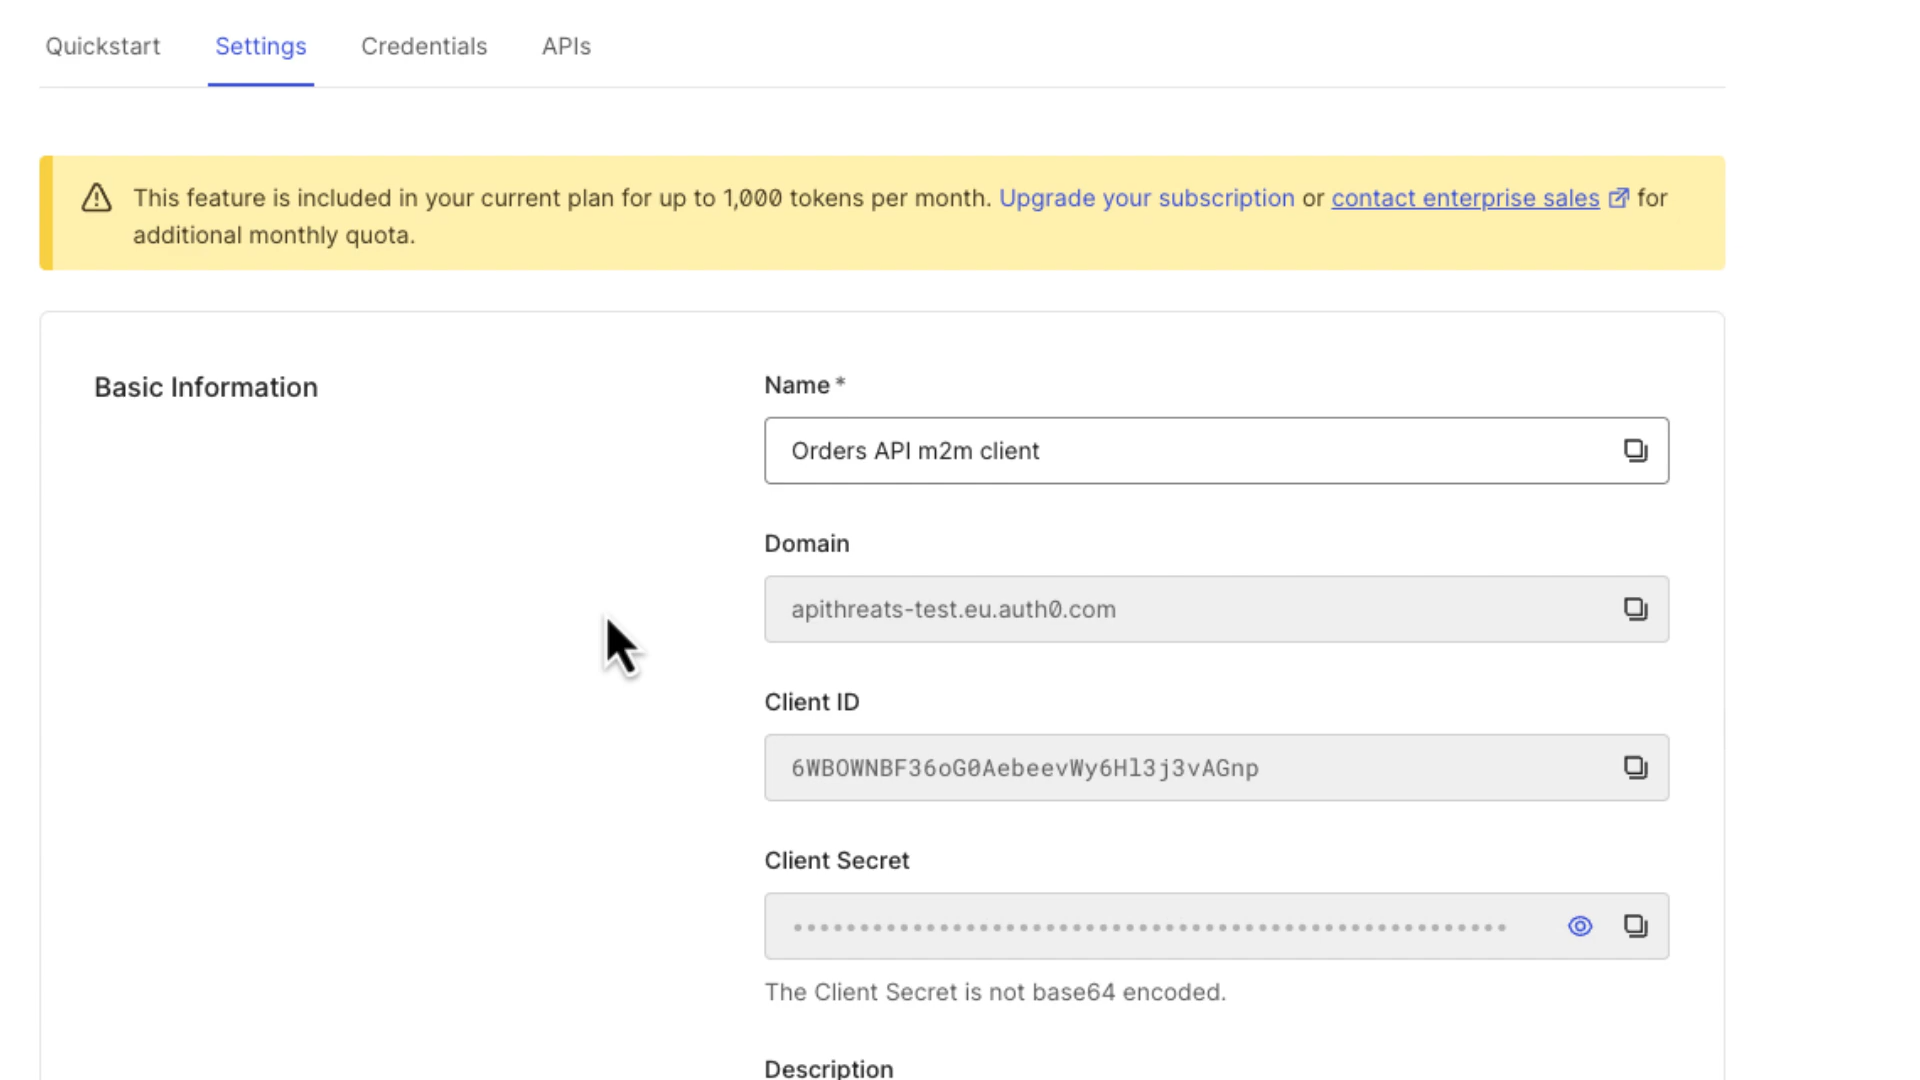 Quickstart Settings Credentials APIs
This feature is included in your current plan for up to 1,000 tokens per month. Upgrade your subscription or contact enterprise sales for
additional monthly quota.
Basic Information
Name *
Orders API m2m client
Domain
apithreats-test.eu.auth0.com
Client ID
6WBOWNBF36oG0AebeevWy6Hl3j3vAGnp
Client Secret
The Client Secret is not base64 encoded.
Description